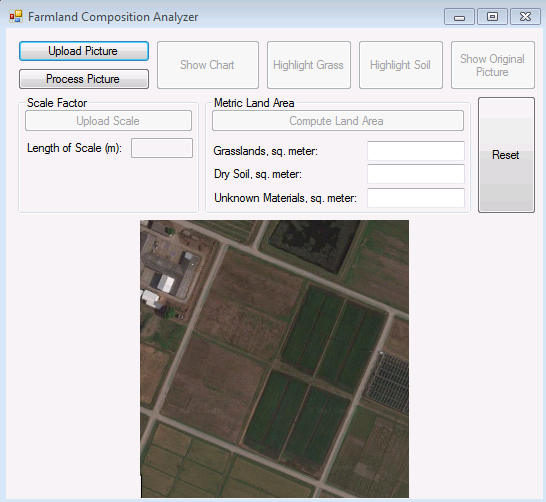 Farmland Composition Analyzer
Upload Picture
Process Picture
Show Chart
Highlight Grass
Highlight Soil
Show Original
Picture
Scale Factor
Upload Scale
Length of Scale (m):
Metric Land Area
Compute Land Area
Grasslands, sq. meter:
Dry Soil, sq. meter:
Unknown Materials, sq. meter:
Reset